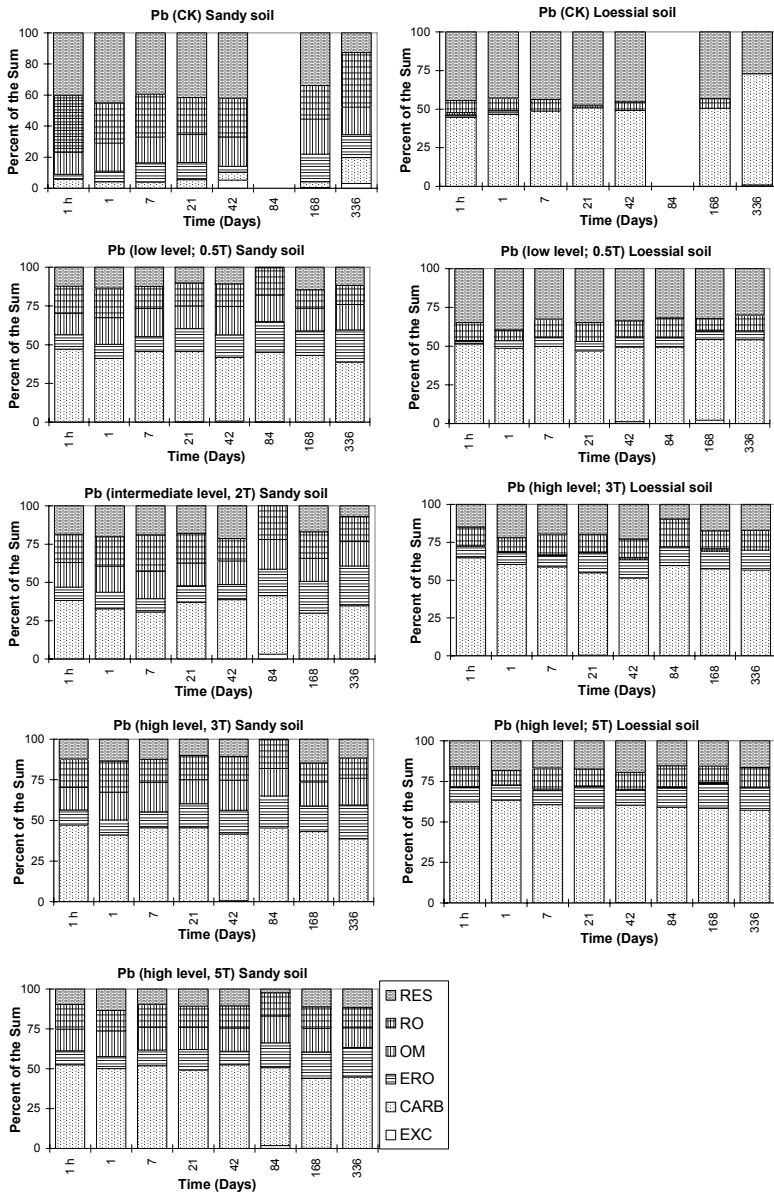 Pb (CK) Sandy soil
Percent of the Sum
100
80
60
40
20
0
1 h
1
7
21
42
84
168
336
Time (Days)
Pb (CK) Loessial soil
Percent of the Sum
100
50
0
1 h
1
7
21
42
84
168
336
Time (Days)
Pb (low level; 0.5T) Sandy soil
Percent of the Sum
100
75
50
25
0
1 h
1
7
21
42
84
168
336
Time (Days)
Pb (low level; 0.5T) Loessial soil
Percent of the Sum
100
75
50
25
0
1 h
1
7
21
42
84
168
336
Time (Days)
Pb (intermediate level, 2T) Sandy soil
Percent of the Sum
100
75
50
25
0
1 h
1
7
21
42
84
168
336
Time (Days)
Pb (high level; 3T) Loessial soil
Percent of the Sum
100
75
50
25
0
1 h
1
7
21
42
84
168
336
Time (Days)
Pb (high level, 3T) Sandy soil
Percent of the Sum
100
75
50
25
0
1 h
1
7
21
42
84
168
336
Time (Days)
Pb (high level; 5T) Loessial soil
Percent of the Sum
100
75
50
25
0
1 h
1
7
21
42
84
168
336
Time (Days)
Pb (high level, 5T) Sandy soil
Percent of the Sum
100
75
50
25
0
1 h
1
7
21
42
84
168
336
Time (Days)
RES
RO
OM
ERO
CARB
EXC